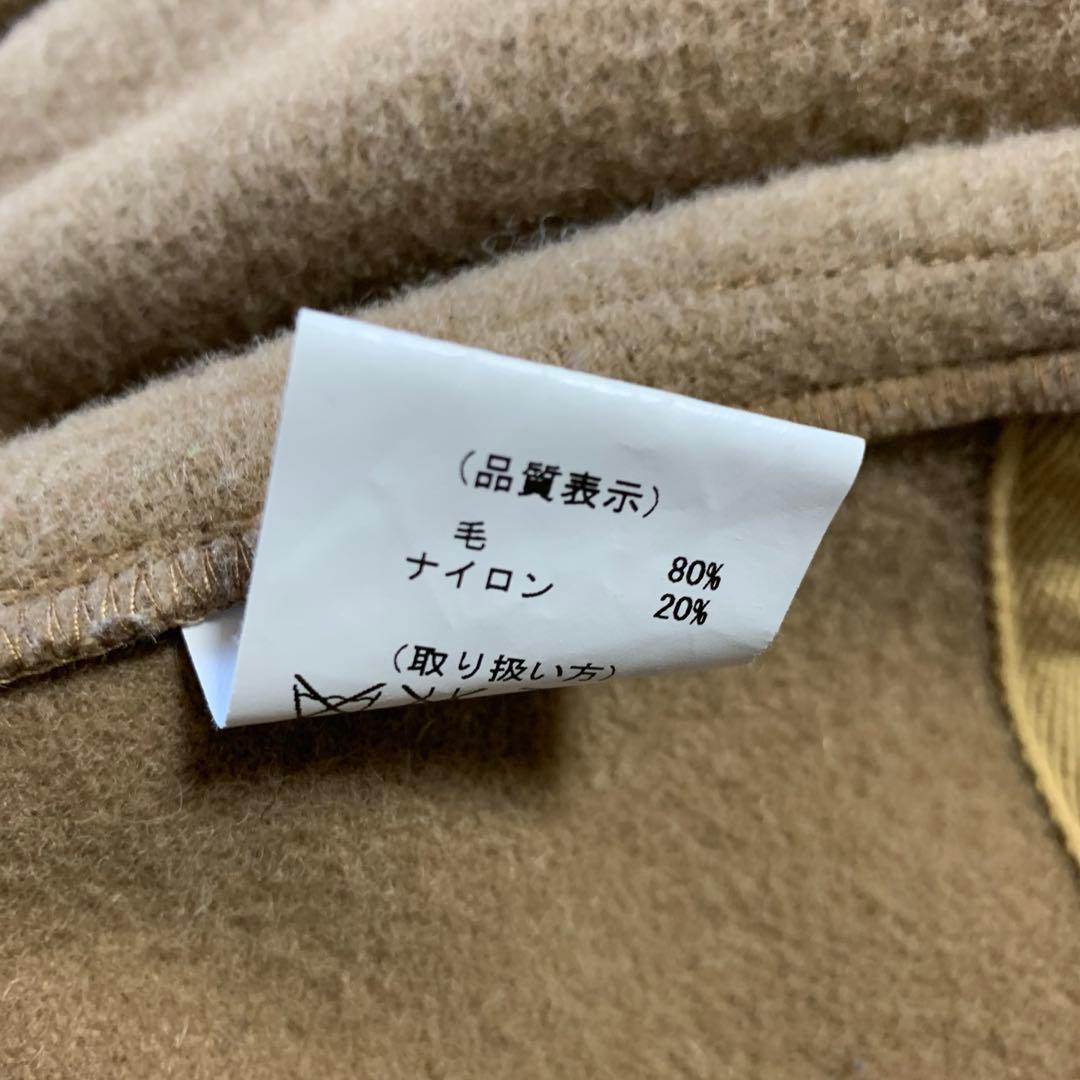 (品質表示)
毛 80%
ナイロン 20%
(取り扱い方)